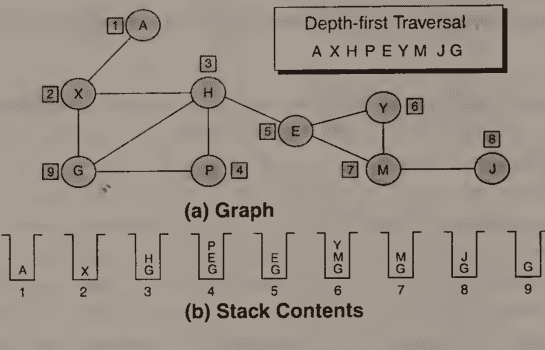 Depth-first Traversal
A X H P E Y M J G
1 A
3
2 X
H
Y 6
5 E
8
9 G
P 4
7 M
J
(a) Graph
A
X
H
G
P
E
G
E
G
Y
M
G
M
G
J
G
G
1 2 3 4 5 6 7 8 9
(b) Stack Contents